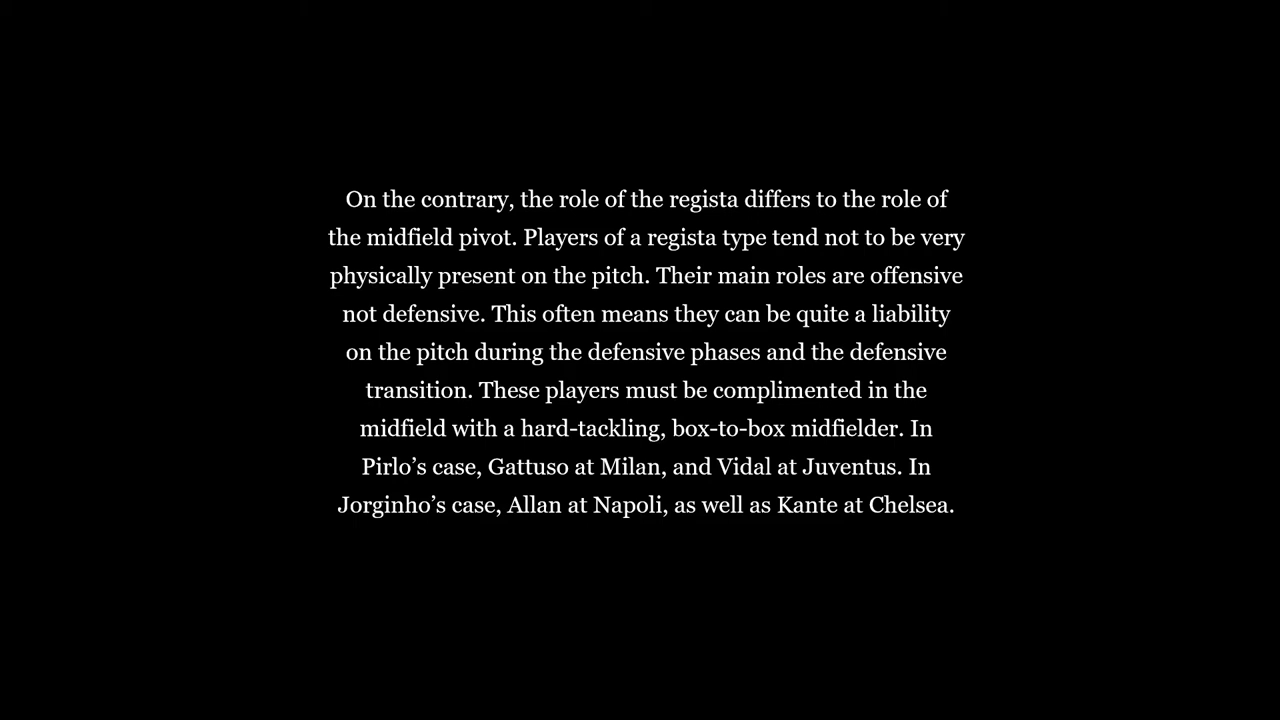 On the contrary, the role of the regista differs to the role of
the midfield pivot. Players of a regista type tend not to be very
physically present on the pitch. Their main roles are offensive
not defensive. This often means they can be quite a liability
on the pitch during the defensive phases and the defensive
transition. These players must be complimented in the
midfield with a hard-tackling, box-to-box midfielder. In
Pirlo’s case, Gattuso at Milan, and Vidal at Juventus. In
Jorginho’s case, Allan at Napoli, as well as Kante at Chelsea.